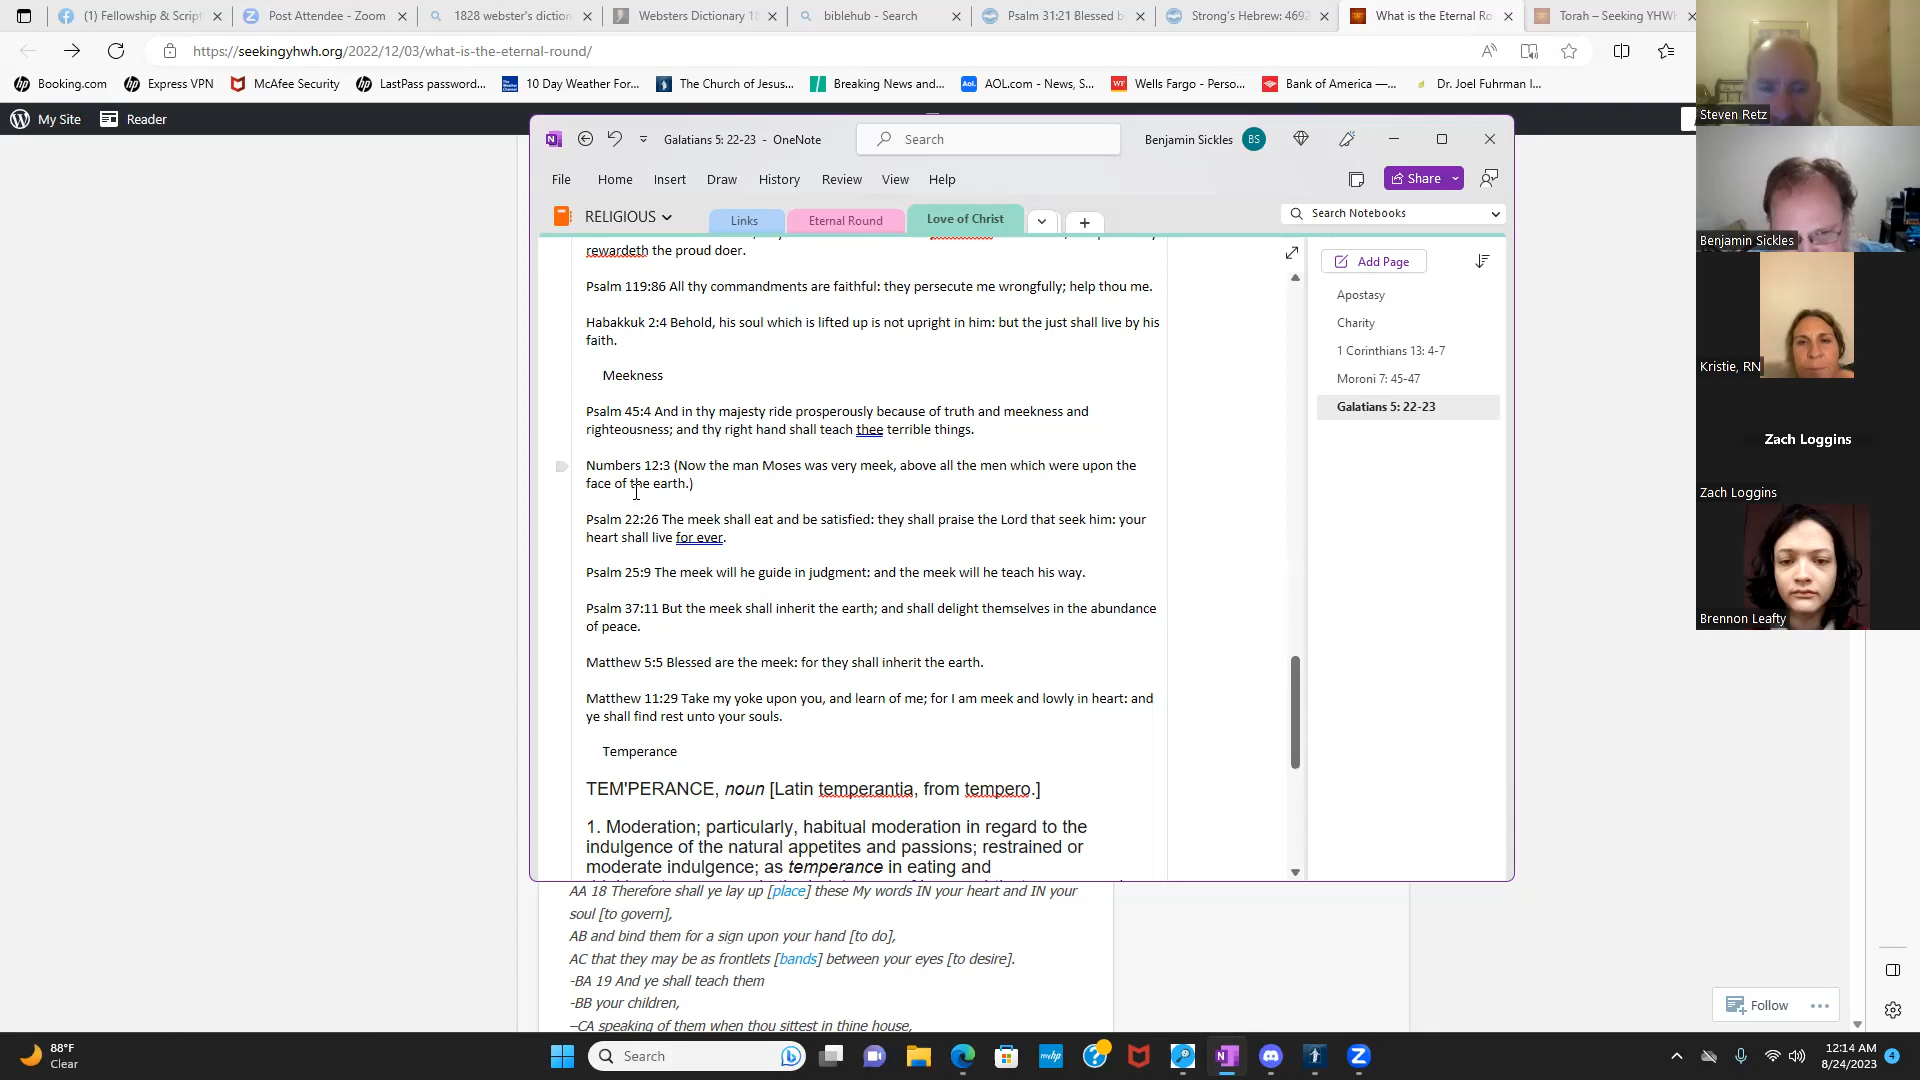 (1) Fellowship & Script
Post Attendee - Zoom
1828 webster's diction
Websters Dictionary 18
biblehub - Search
Psalm 31:21 Blessed b
Strong's Hebrew: 4692
What is the Eternal Ro
Torah – Seeking YHWH
https://seekingyhwh.org/2022/12/03/what-is-the-eternal-round/
Booking.com
Express VPN
McAfee Security
LastPass password...
10 Day Weather For...
The Church of Jesus...
Breaking News and...
AOL.com - News, S...
Wells Fargo - Perso...
Bank of America —...
Dr. Joel Fuhrman I...
My Site
Reader
Galatians 5: 22-23 - OneNote
Search
Benjamin Sickles
BS
File
Home
Insert
Draw
History
Review
View
Help
Share
RELIGIOUS
Links
Eternal Round
Love of Christ
Search Notebooks
rewardeth the proud doer.
Psalm 119:86 All thy commandments are faithful: they persecute me wrongfully; help thou me.
Habakkuk 2:4 Behold, his soul which is lifted up is not upright in him: but the just shall live by his
faith.
Meekness
Psalm 45:4 And in thy majesty ride prosperously because of truth and meekness and
righteousness; and thy right hand shall teach thee terrible things.
Numbers 12:3 (Now the man Moses was very meek, above all the men which were upon the
face of the earth.)
Psalm 22:26 The meek shall eat and be satisfied: they shall praise the Lord that seek him: your
heart shall live for ever.
Psalm 25:9 The meek will he guide in judgment: and the meek will he teach his way.
Psalm 37:11 But the meek shall inherit the earth; and shall delight themselves in the abundance
of peace.
Matthew 5:5 Blessed are the meek: for they shall inherit the earth.
Matthew 11:29 Take my yoke upon you, and learn of me; for I am meek and lowly in heart: and
ye shall find rest unto your souls.
Temperance
TEM'PERANCE, noun [Latin temperantia, from tempero.]
1. Moderation; particularly, habitual moderation in regard to the
indulgence of the natural appetites and passions; restrained or
moderate indulgence; as temperance in eating and
Add Page
Apostasy
Charity
1 Corinthians 13: 4-7
Moroni 7: 45-47
Galatians 5: 22-23
AA 18 Therefore shall ye lay up [place] these My words IN your heart and IN your
soul [to govern],
AB and bind them for a sign upon your hand [to do],
AC that they may be as frontlets [bands] between your eyes [to desire].
-BA 19 And ye shall teach them
-BB your children,
–CA speaking of them when thou sittest in thine house,
Follow
Steven Retz
Benjamin Sickles
Kristie, RN
Zach Loggins
Zach Loggins
Brennon Leafty
88°F
Clear
Search
12:14 AM
8/24/2023
4